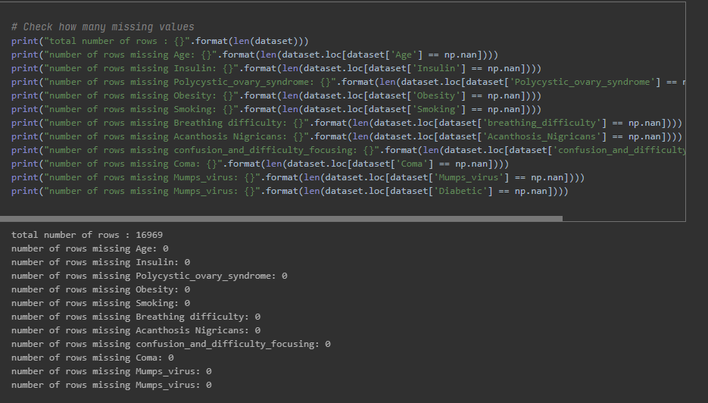 # Check how many missing values
print("total number of rows : {}".format(len(dataset)))
print("number of rows missing Age: {}".format(len(dataset.loc[dataset['Age'] == np.nan])))
print("number of rows missing Insulin: {}".format(len(dataset.loc[dataset['Insulin'] == np.nan])))
print("number of rows missing Polycystic_ovary_syndrome: {}".format(len(dataset.loc[dataset['Polycystic_ovary_syndrome'] == n
print("number of rows missing Obesity: {}".format(len(dataset.loc[dataset['Obesity'] == np.nan])))
print("number of rows missing Smoking: {}".format(len(dataset.loc[dataset['Smoking'] == np.nan])))
print("number of rows missing Breathing difficulty: {}".format(len(dataset.loc[dataset['breathing_difficulty'] == np.nan])))
print("number of rows missing Acanthosis Nigricans: {}".format(len(dataset.loc[dataset['Acanthosis_Nigricans'] == np.nan])))
print("number of rows missing confusion_and_difficulty_focusing: {}".format(len(dataset.loc[dataset['confusion_and_difficulty
print("number of rows missing Coma: {}".format(len(dataset.loc[dataset['Coma'] == np.nan])))
print("number of rows missing Mumps_virus: {}".format(len(dataset.loc[dataset['Mumps_virus'] == np.nan])))
print("number of rows missing Mumps_virus: {}".format(len(dataset.loc[dataset['Diabetic'] == np.nan])))
total number of rows : 16969
number of rows missing Age: 0
number of rows missing Insulin: 0
number of rows missing Polycystic_ovary_syndrome: 0
number of rows missing Obesity: 0
number of rows missing Smoking: 0
number of rows missing Breathing difficulty: 0
number of rows missing Acanthosis Nigricans: 0
number of rows missing confusion_and_difficulty_focusing: 0
number of rows missing Coma: 0
number of rows missing Mumps_virus: 0
number of rows missing Mumps_virus: 0